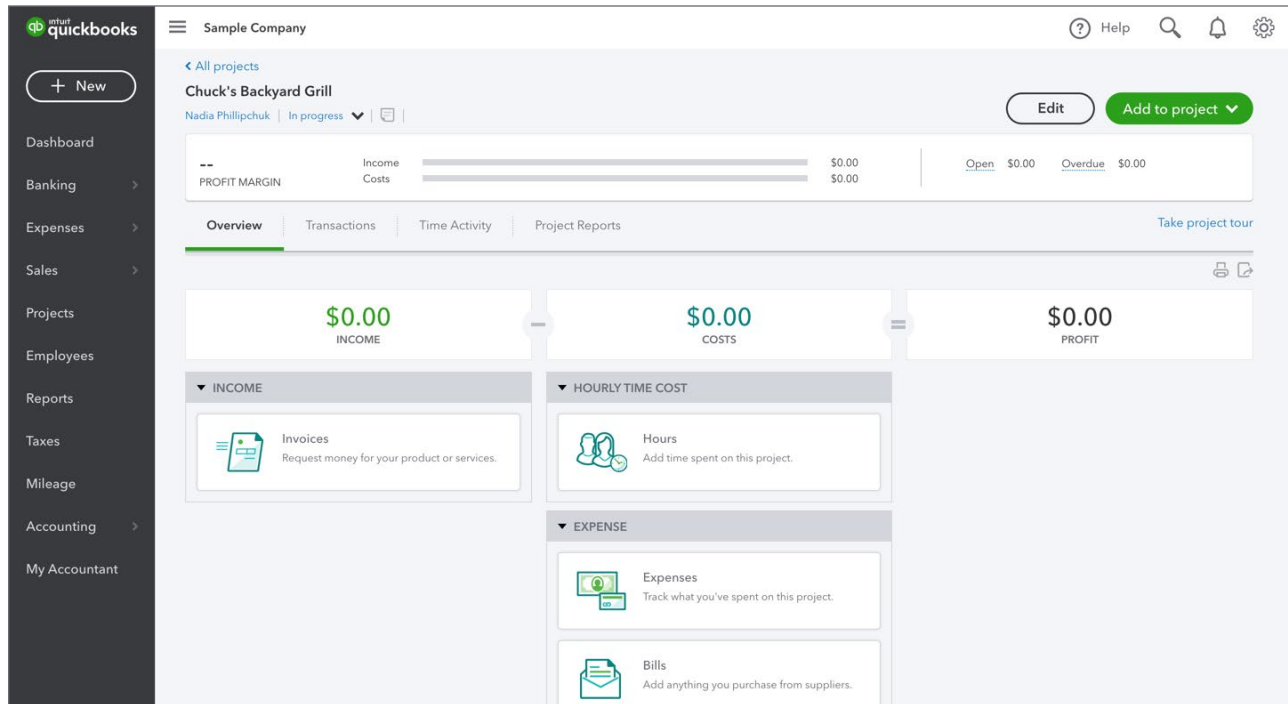 intuit
quickbooks
Sample Company
Help
+ New
Dashboard
Banking
Expenses
Sales
Projects
Employees
Reports
Taxes
Mileage
Accounting
My Accountant
All projects
Chuck's Backyard Grill
Nadia Phillipchuk | In progress
Edit
Add to project
--
PROFIT MARGIN
Income $0.00
Costs $0.00
Open $0.00 Overdue $0.00
Overview Transactions Time Activity Project Reports
Take project tour
$0.00
INCOME
$0.00
COSTS
$0.00
PROFIT
INCOME
Invoices
Request money for your product or services.
HOURLY TIME COST
Hours
Add time spent on this project.
EXPENSE
Expenses
Track what you've spent on this project.
Bills
Add anything you purchase from suppliers.